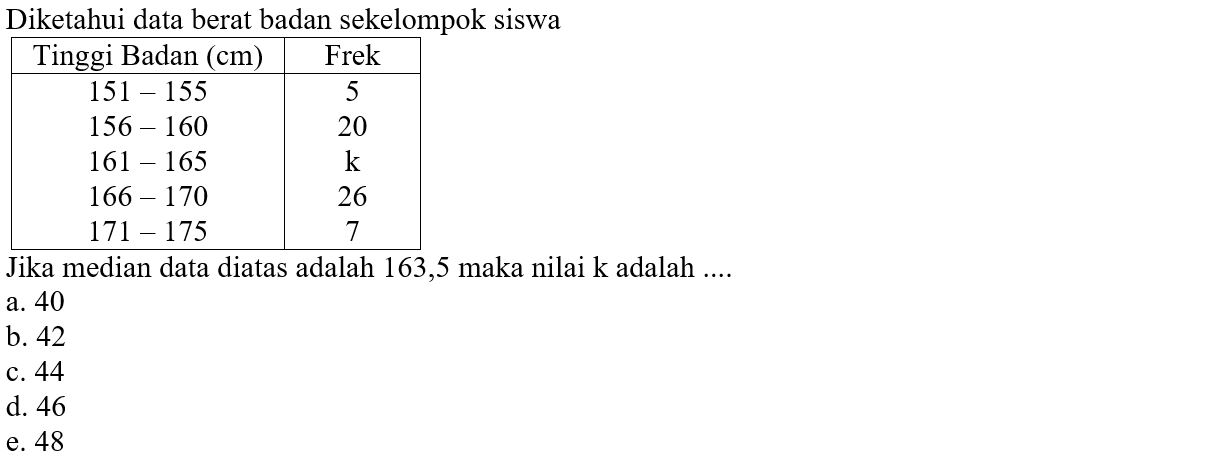 Diketahui data berat badan sekelompok siswa
Tinggi Badan (cm) Frek
151 – 155 5
156 – 160 20
161 – 165 k
166 – 170 26
171 – 175 7
Jika median data diatas adalah 163,5 maka nilai k adalah ....
a. 40
b. 42
c. 44
d. 46
e. 48